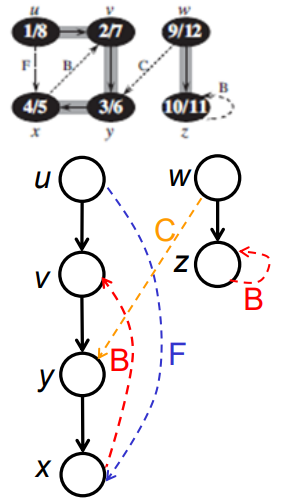 u v w
1/8 2/7 9/12
F B C
4/5 3/6 10/11 B
x y z
u w
C
v z
B
B F
y
x